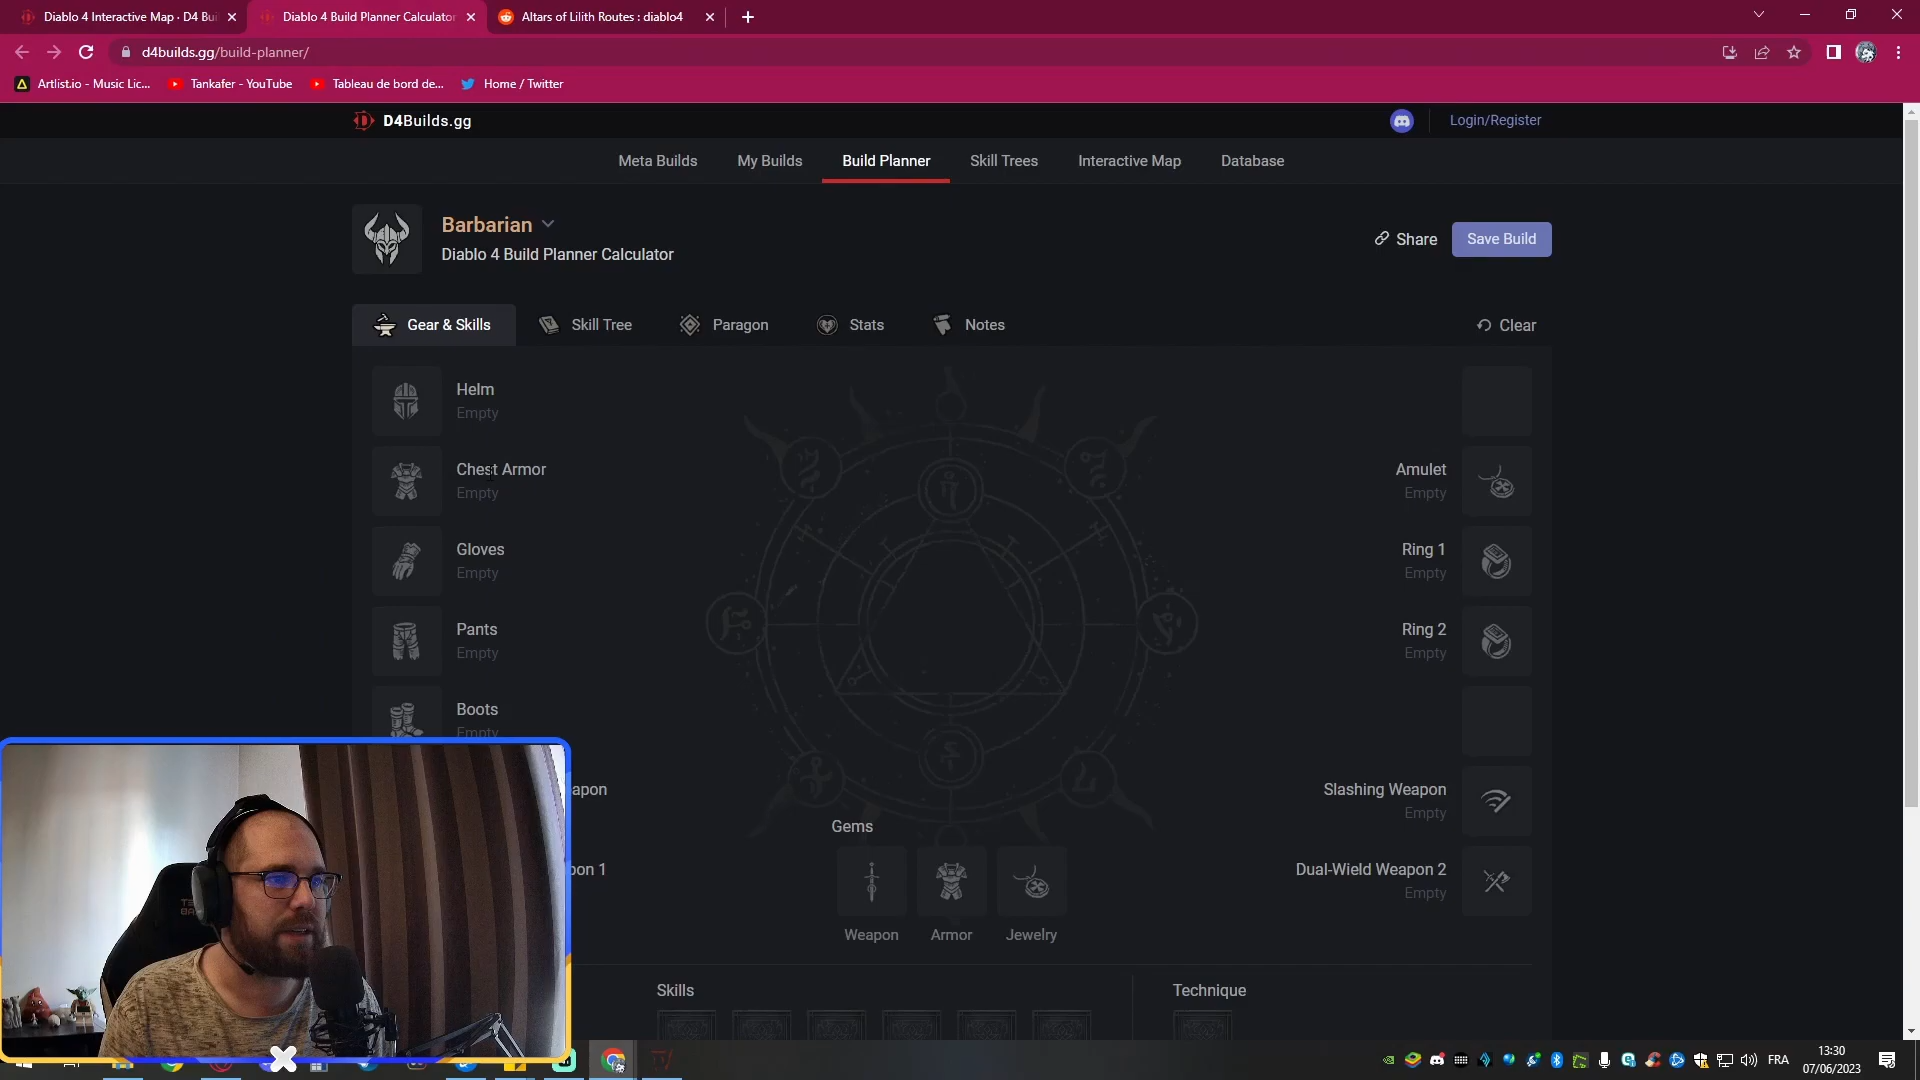 Diablo 4 Interactive Map · D4 Bui
Diablo 4 Build Planner Calculator
Altars of Lilith Routes : diablo4
d4builds.gg/build-planner/
Artlist.io - Music Lic...
Tankafer - YouTube
Tableau de bord de...
Home / Twitter
D4Builds.gg
Login/Register
Meta Builds
My Builds
Build Planner
Skill Trees
Interactive Map
Database
Barbarian
Diablo 4 Build Planner Calculator
Share
Save Build
Gear & Skills
Skill Tree
Paragon
Stats
Notes
Clear
Helm
Empty
Chest Armor
Empty
Amulet
Empty
Gloves
Empty
Ring 1
Empty
Pants
Empty
Ring 2
Empty
Boots
Empty
apon
Slashing Weapon
Empty
Gems
pon 1
Dual-Wield Weapon 2
Empty
Weapon
Armor
Jewelry
Skills
Technique
FRA
13:30
07/06/2023